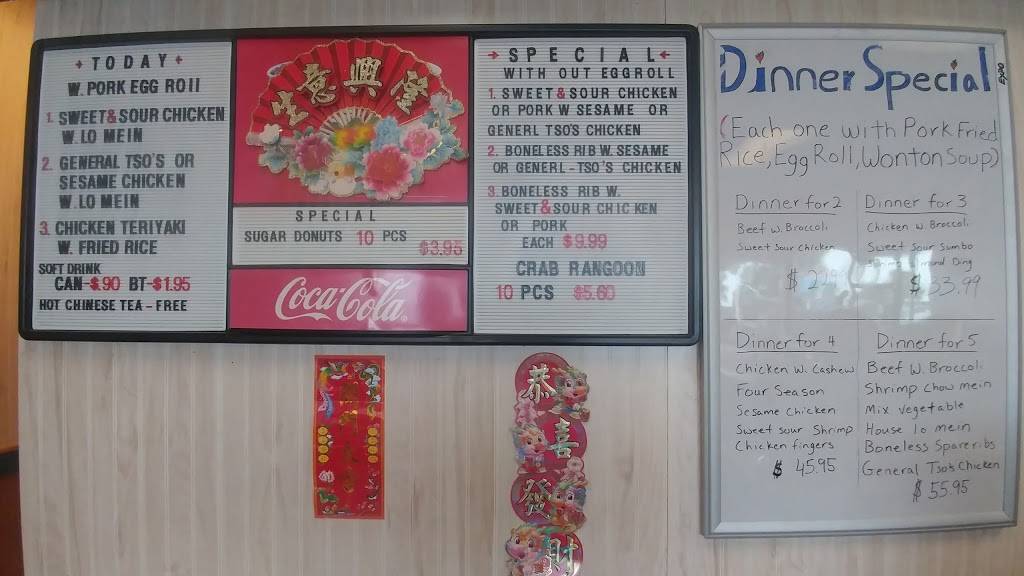 TODAY
W. PORK EGG ROll
1. SWEET&SOUR CHICKEN
W. LO MEIN
2. GENERAL TSO'S OR
SESAME CHICKEN
W. LO MEIN
3. CHICKEN TERIYAKI
W. FRIED RICE
SOFT DRINK
CAN-$.90 BT-$1.95
HOT CHINESE TEA-FREE
生意興隆
SPECIAL
SUGAR DONUTS 10 PCS
$3.95
Coca-Cola
SPECIAL
WITH OUT EGGROLL
1. SWEET&SOUR CHICKEN
OR PORK W SESAME OR
GENERL TSO'S CHICKEN
2. BONELESS RIB W. SESAME
OR GENERL-TSO'S CHICKEN
3. BONELESS RIB W.
SWEET&SOUR CHICKEN
OR PORK
EACH $9.99
CRAB RANGOON
10 PCS $5.60
恭
喜
發
財
Dinner Special
(Each one with Pork Fried
Rice, Egg Roll, Wonton Soup)
Dinner for 2
Beef W. Broccoli
Sweet Sour Chicken
Dinner for 3
Chicken W. Broccoli
Sweet Sour Sumbo
Ding
$33.99
Dinner for 4
Chicken W. Cashew
Four Season
Sesame Chicken
Sweet Sour Shrimp
Chicken fingers
$45.95
Dinner for 5
Beef W. Broccoli
Shrimp Chow mein
Mix vegetable
House lo mein
Boneless Spareribs
General Tso's Chicken
$55.95